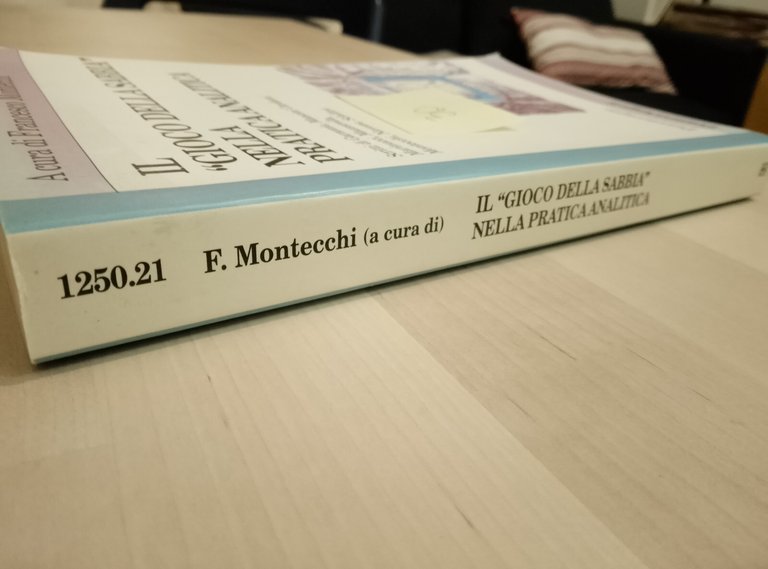 1250.21
F. Montecchi (a cura di)
IL "GIOCO DELLA SABBIA"
NELLA PRATICA ANALITICA
A cura di Francesco
IL
"GIOCO DELLA SABBIA"
NELLA
PRATICA ANALITICA